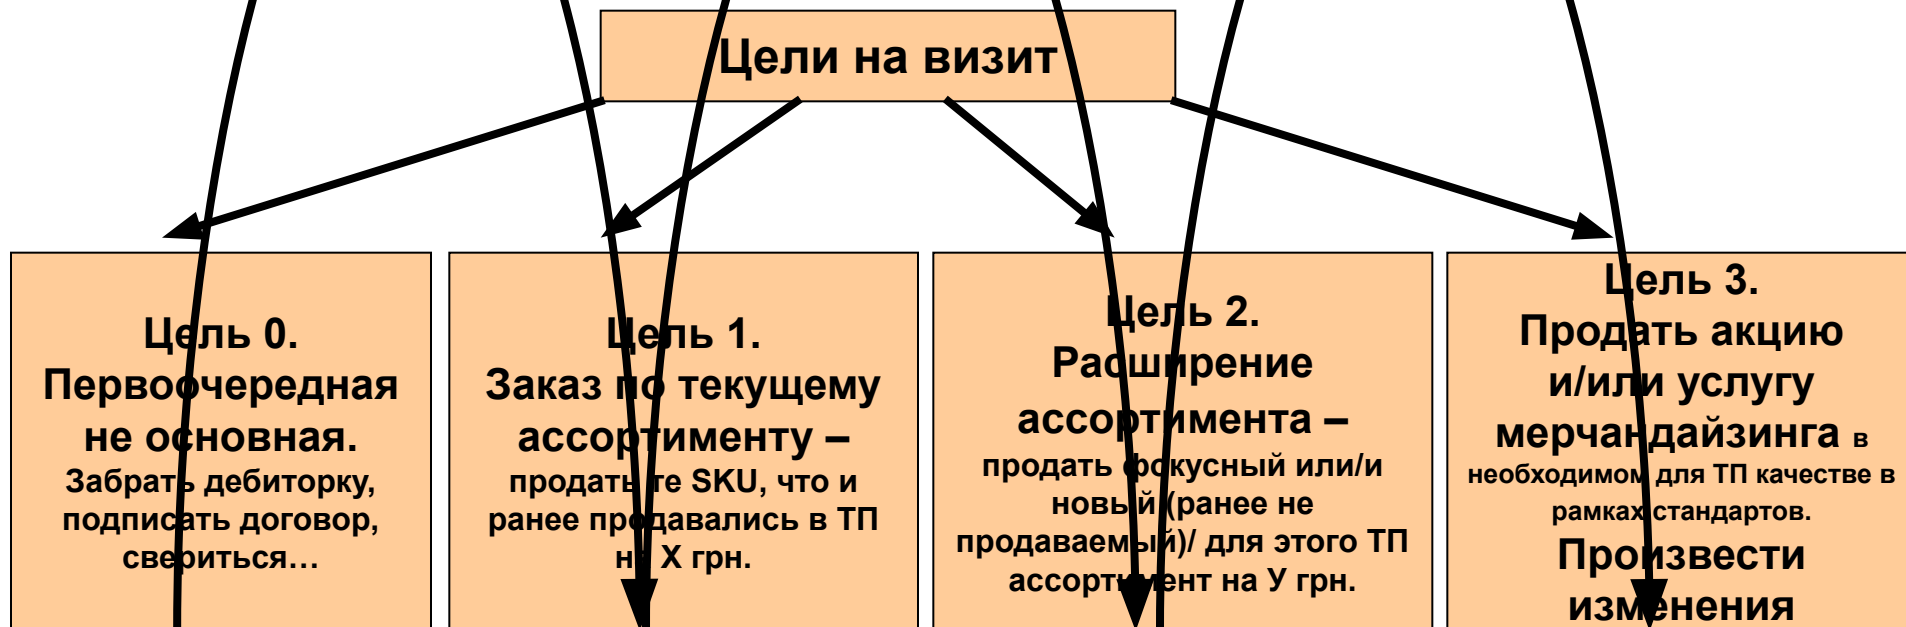 Цели на визит
Цель 0.
Первоочередная
не основная.
Забрать дебиторку,
подписать договор,
свериться…
Цель 1.
Заказ по текущему
ассортименту –
продать те SKU, что и
ранее продавались в ТП
на Х грн.
Цель 2.
Расширение
ассортимента –
продать фокусный или/и
новый (ранее не
продаваемый)/ для этого ТП
ассортимент на У грн.
Цель 3.
Продать акцию
и/или услугу
мерчандайзинга в
необходимом для ТП качестве в
рамках стандартов.
Произвести
изменения